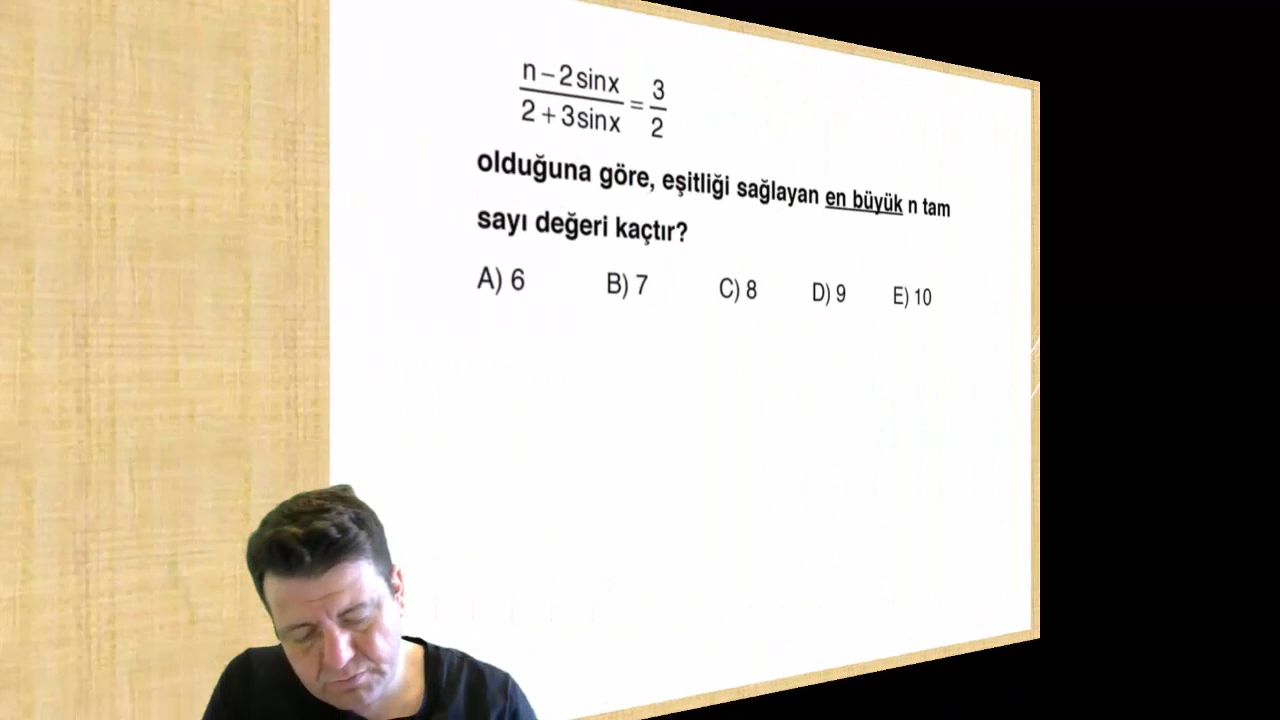 n-2sinx / 2+3sinx = 3/2
olduğuna göre, eşitliği sağlayan en büyük n tam
sayı değeri kaçtır?
A) 6 B) 7 C) 8 D) 9 E) 10